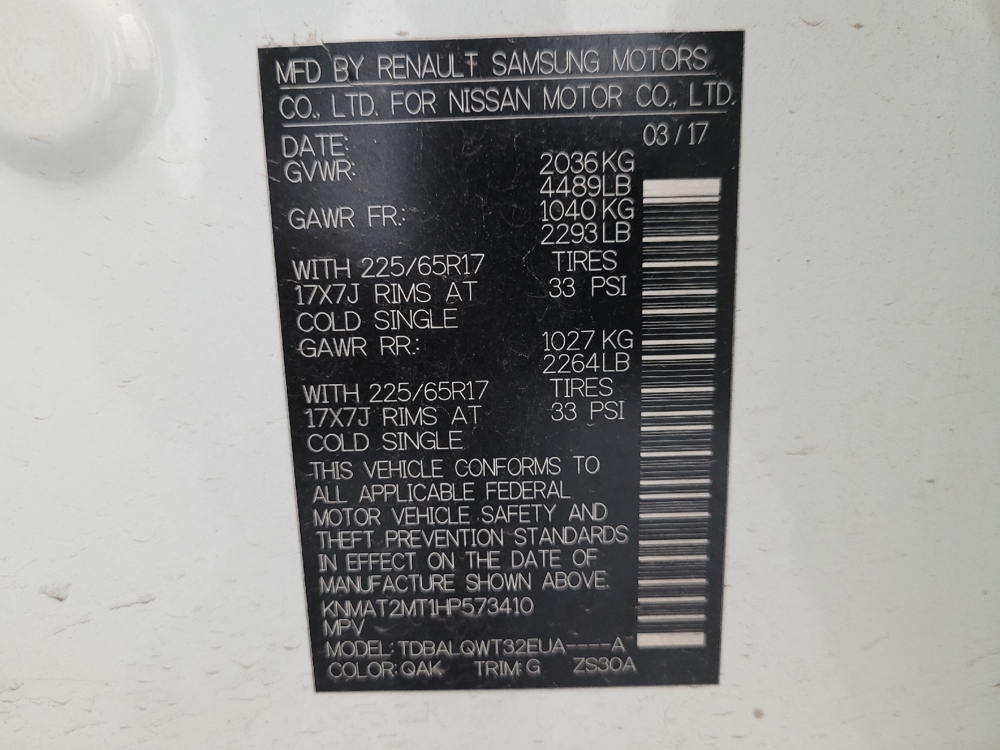 MFD BY RENAULT SAMSUNG MOTORS
CO., LTD. FOR NISSAN MOTOR CO., LTD.
DATE: 03 / 17
GVWR: 2036 KG
4489LB
GAWR FR.: 1040 KG
2293 LB
WITH 225/65R17 TIRES
17X7J RIMS AT 33 PSI
COLD SINGLE
GAWR RR.: 1027 KG
2264LB
WITH 225/65R17 TIRES
17X7J RIMS AT 33 PSI
COLD SINGLE
THIS VEHICLE CONFORMS TO
ALL APPLICABLE FEDERAL
MOTOR VEHICLE SAFETY AND
THEFT PREVENTION STANDARDS
IN EFFECT ON THE DATE OF
MANUFACTURE SHOWN ABOVE.
KNMAT2MT1HP573410
MPV
MODEL: TDBALQWT32EUA----A
COLOR: QAK TRIM: G ZS30A